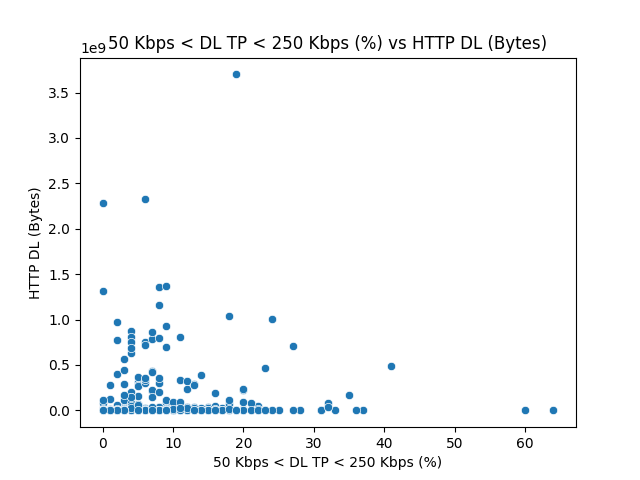 1e9
50 Kbps < DL TP < 250 Kbps (%) vs HTTP DL (Bytes)
3.5
3.0
2.5
2.0
1.5
1.0
0.5
0.0
HTTP DL (Bytes)
0 10 20 30 40 50 60
50 Kbps < DL TP < 250 Kbps (%)